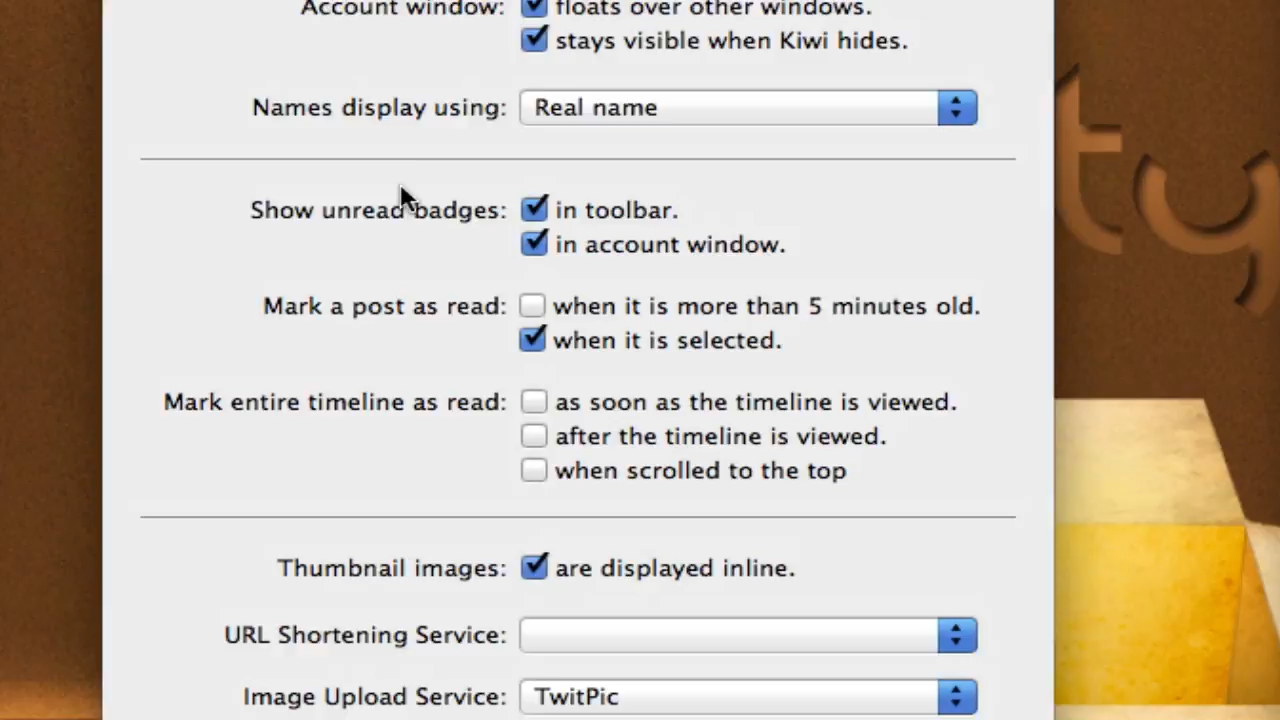 Account window: floats over other windows.
stays visible when Kiwi hides.
Names display using: Real name
Show unread badges: in toolbar.
in account window.
Mark a post as read: when it is more than 5 minutes old.
when it is selected.
Mark entire timeline as read: as soon as the timeline is viewed.
after the timeline is viewed.
when scrolled to the top
Thumbnail images: are displayed inline.
URL Shortening Service:
Image Upload Service: TwitPic
ty